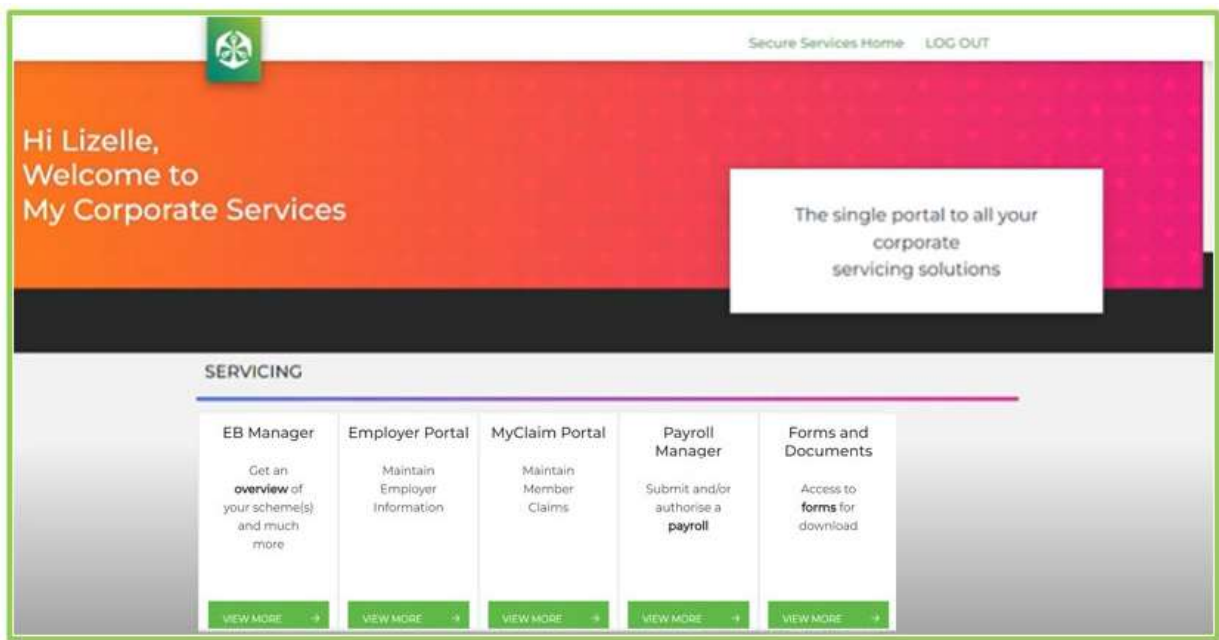 Secure Services Home LOG OUT
Hi Lizelle,
Welcome to
My Corporate Services
The single portal to all your
corporate
servicing solutions
SERVICING
EB Manager
Get an
overview of
your scheme(s)
and much
more
VIEW MORE →
Employer Portal
Maintain
Employer
Information
VIEW MORE →
MyClaim Portal
Maintain
Member
Claims
VIEW MORE →
Payroll
Manager
Submit and/or
authorise a
payroll
VIEW MORE →
Forms and
Documents
Access to
forms for
download
VIEW MORE →